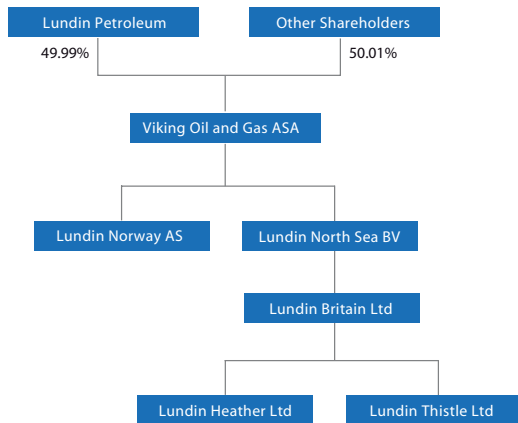 Lundin Petroleum
Other Shareholders
49.99%
50.01%
Viking Oil and Gas ASA
Lundin Norway AS
Lundin North Sea BV
Lundin Britain Ltd
Lundin Heather Ltd
Lundin Thistle Ltd